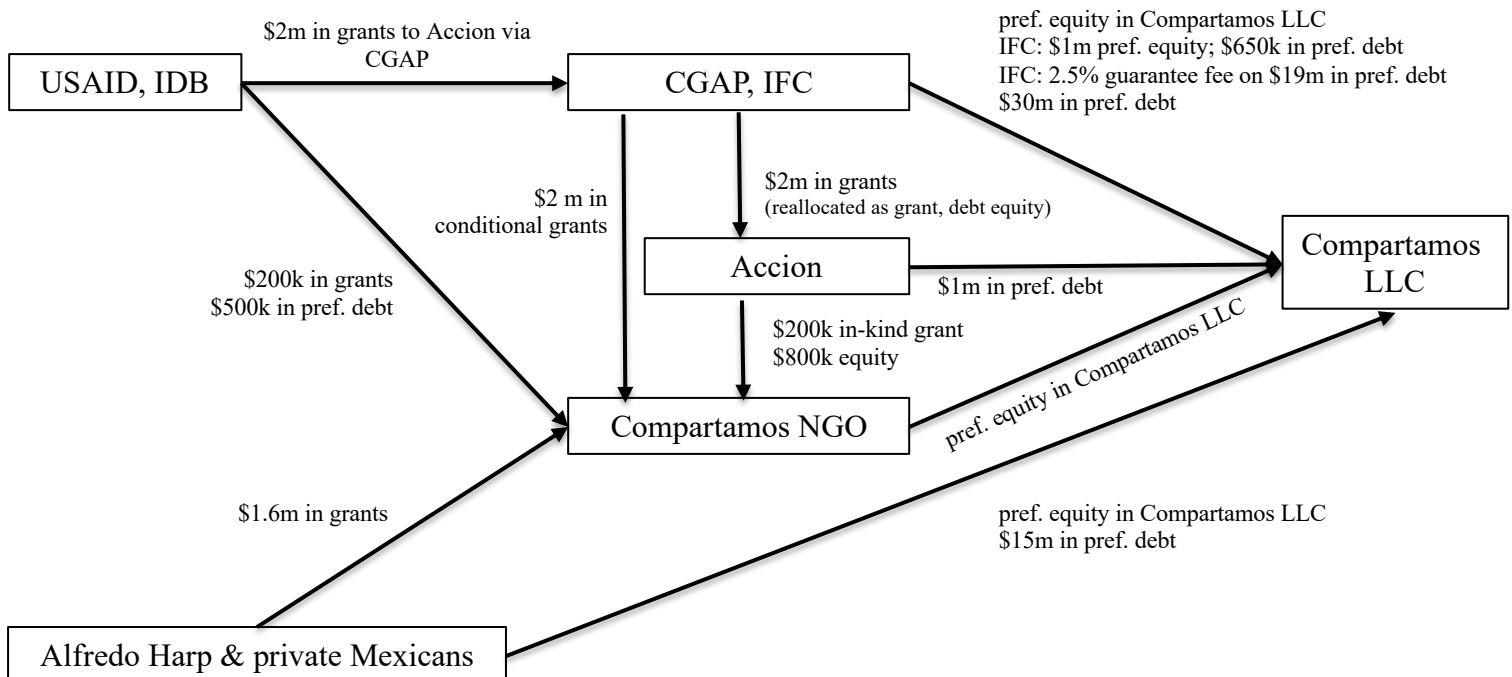 $2m in grants to Accion via
CGAP
pref. equity in Compartamos LLC
IFC: $1m pref. equity; $650k in pref. debt
IFC: 2.5% guarantee fee on $19m in pref. debt
$30m in pref. debt
USAID, IDB
CGAP, IFC
$2 m in
conditional grants
$2m in grants
(reallocated as grant, debt equity)
$200k in grants
$500k in pref. debt
Accion
$1m in pref. debt
Compartamos
LLC
$200k in-kind grant
$800k equity
pref. equity in Compartamos LLC
Compartamos NGO
$1.6m in grants
pref. equity in Compartamos LLC
$15m in pref. debt
Alfredo Harp & private Mexicans